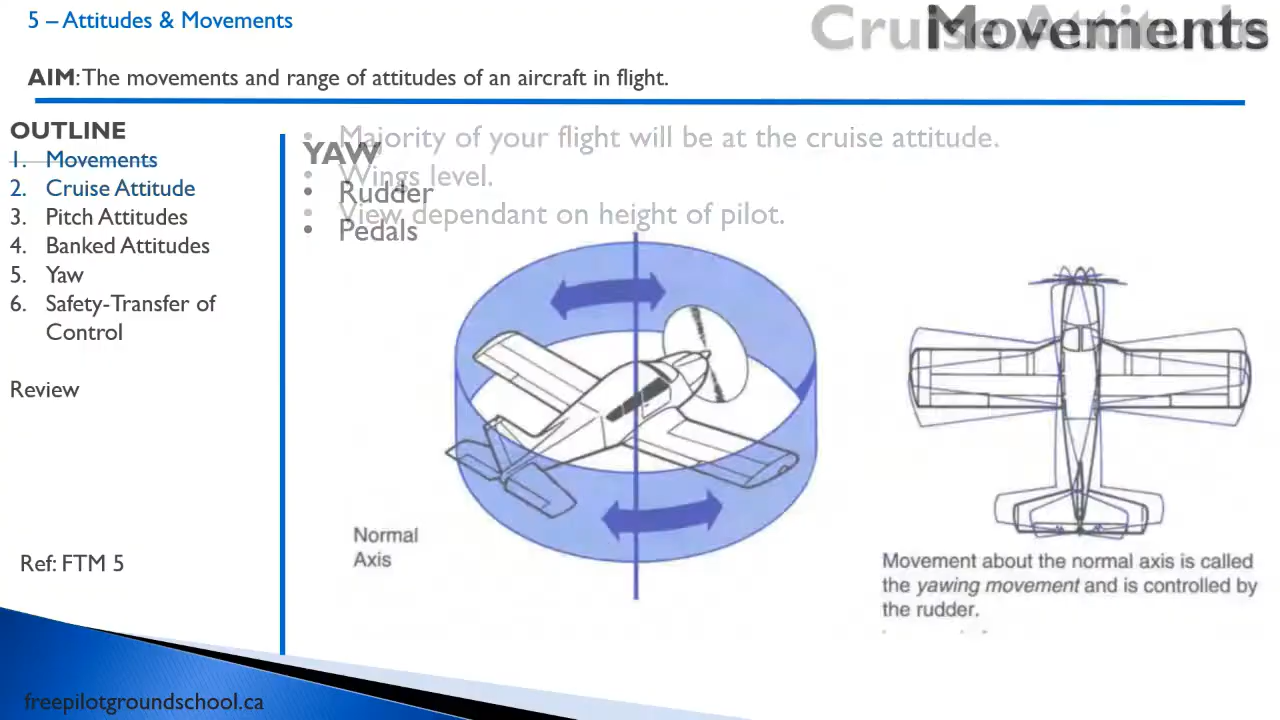 5 – Attitudes & Movements
Cruise Attitude
Movements
AIM: The movements and range of attitudes of an aircraft in flight.
OUTLINE
1. Movements
2. Cruise Attitude
3. Pitch Attitudes
4. Banked Attitudes
5. Yaw
6. Safety-Transfer of
Control
Review
Ref: FTM 5
freepilotgroundschool.ca
• Majority of your flight will be at the cruise attitude.
YAW
• Wings level.
• Rudder
• View dependant on height of pilot.
• Pedals
Normal
Axis
Movement about the normal axis is called
the yawing movement and is controlled by
the rudder.